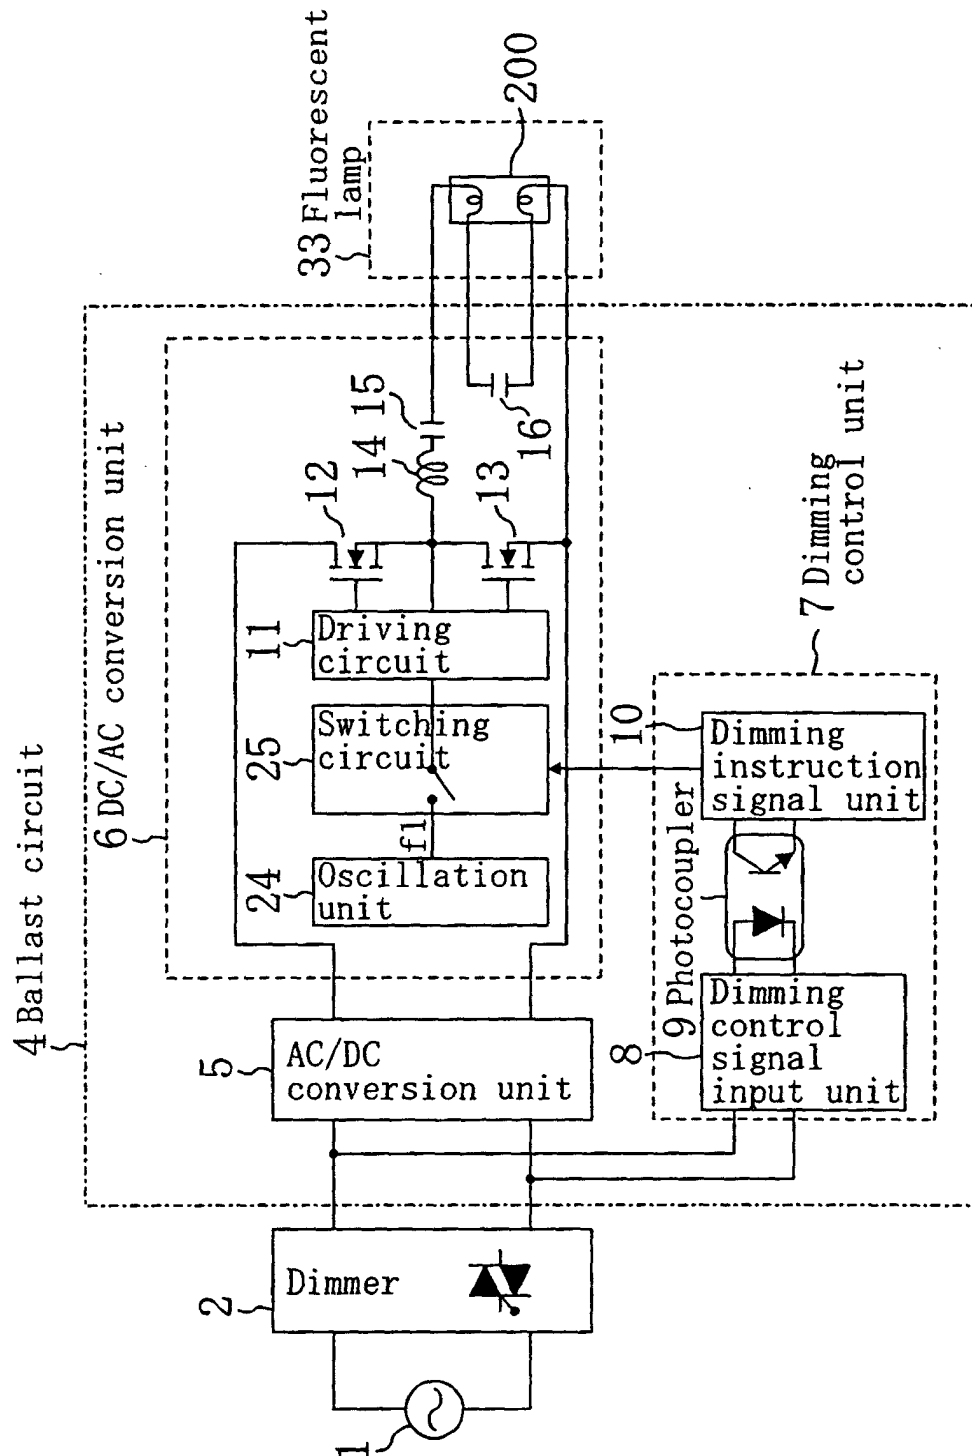 4 Ballast circuit
6 DC/AC conversion unit
33 Fluorescent
lamp
200
12
14
15
16
13
11
Driving
circuit
25
Switching
circuit
f1
24
Oscillation
unit
5
AC/DC
conversion unit
2
Dimmer
1
7 Dimming
control unit
10
Dimming
instruction
signal unit
9 Photocoupler
8
Dimming
control
signal
input unit